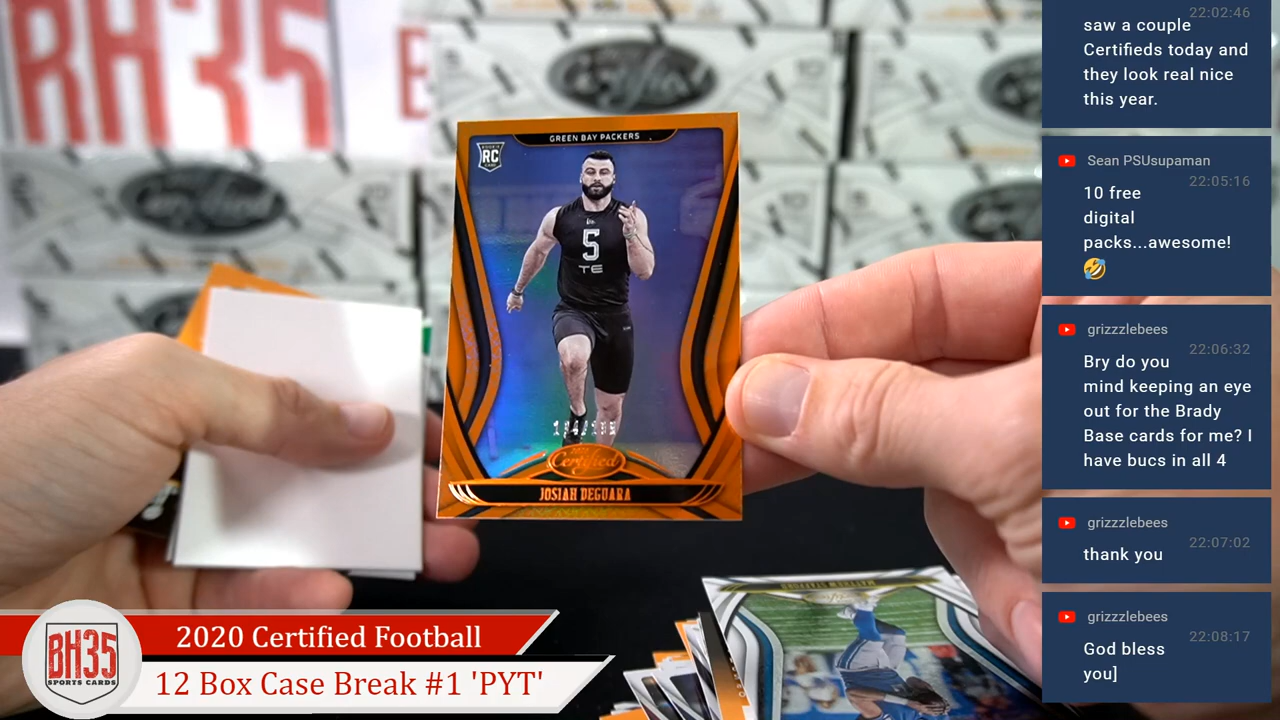 BH35
Certified
GREEN BAY PACKERS
RC
5
TE
Certified
JOSIAH DEGUARA
BH35
SPORTS CARDS
2020 Certified Football
12 Box Case Break #1 'PYT'
22:02:46
saw a couple
Certifieds today and
they look real nice
this year.
Sean PSUsupaman
22:05:16
10 free
digital
packs...awesome!
🤣
grizzzlebees
22:06:32
Bry do you
mind keeping an eye
out for the Brady
Base cards for me? I
have bucs in all 4
grizzzlebees
22:07:02
thank you
grizzzlebees
22:08:17
God bless
you]